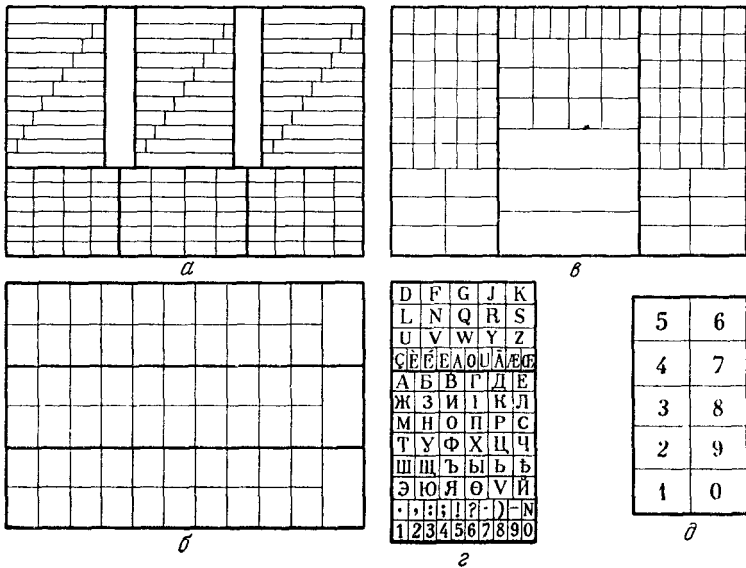 а
в
D F G J K
L N Q R S
U V W Y Z
Ç È É E A O U Ä Æ Œ
А Б В Г Д Е
Ж З И І К Л
М Н О П Р С
Т У Ф Х Ц Ч
Ш Щ Ъ Ы Ь Ѣ
Э Ю Я Ѳ Ѵ Й
. , : ; ! ? - ) – N
1 2 3 4 5 6 7 8 9 0
5 6
4 7
3 8
2 9
1 0
б
г
д